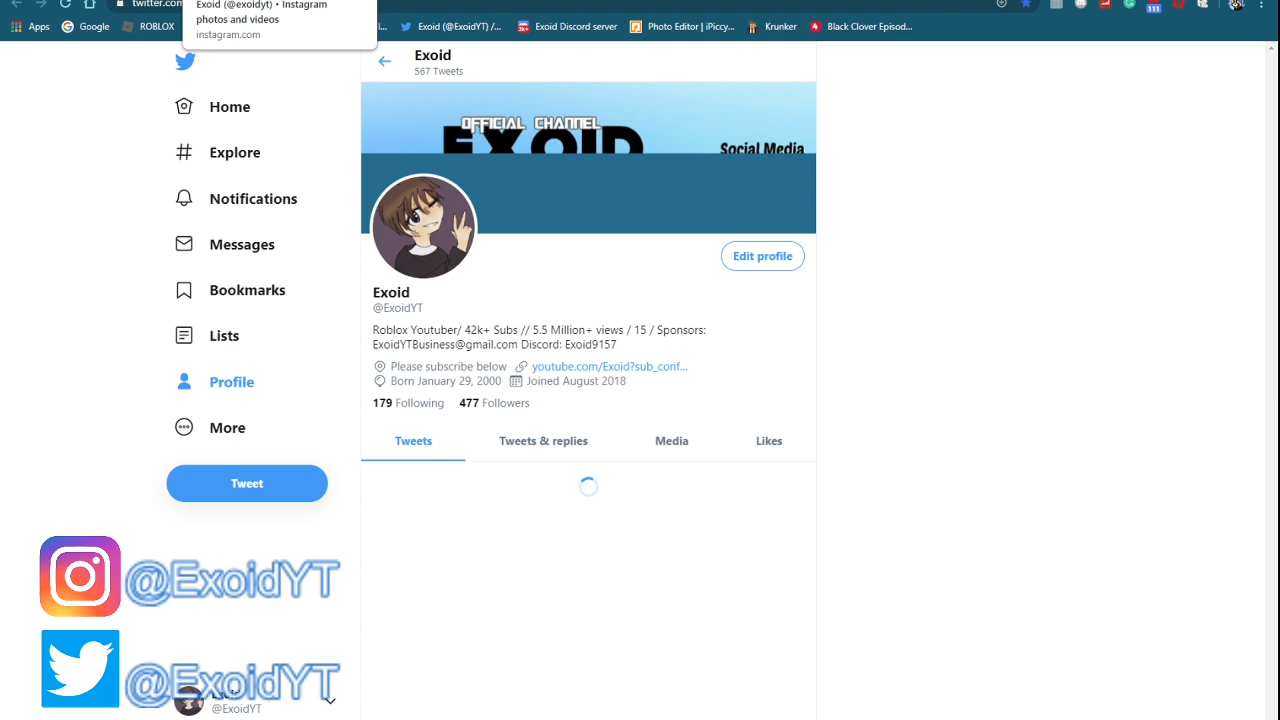 Exoid (@exoidyt) • Instagram
photos and videos
instagram.com
Apps
Google
ROBLOX
Exoid (@ExoidYT) /...
Exoid Discord server
Photo Editor | iPiccy...
Krunker
Black Clover Episod...
111
Exoid
567 Tweets
Home
Explore
Notifications
Messages
Bookmarks
Lists
Profile
More
Tweet
OFFICIAL CHANNEL
EXOID
Social Media
Edit profile
Exoid
@ExoidYT
Roblox Youtuber/ 42k+ Subs // 5.5 Million+ views / 15 / Sponsors:
ExoidYTBusiness@gmail.com Discord: Exoid9157
Please subscribe below youtube.com/Exoid?sub_conf...
Born January 29, 2000 Joined August 2018
179 Following 477 Followers
Tweets
Tweets & replies
Media
Likes
@ExoidYT
@ExoidYT
@ExoidYT